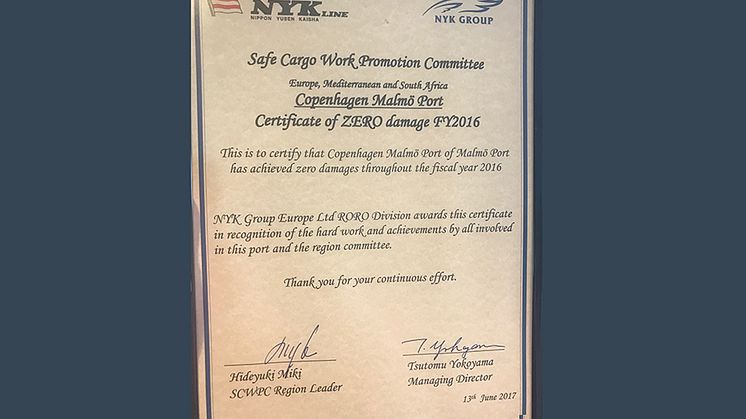 NYK LINE
NIPPON YUSEN KAISHA
NYK GROUP
Safe Cargo Work Promotion Committee
Europe, Mediterranean and South Africa
Copenhagen Malmö Port
Certificate of ZERO damage FY2016
This is to certify that Copenhagen Malmö Port of Malmö Port
has achieved zero damages throughout the fiscal year 2016
NYK Group Europe Ltd RORO Division awards this certificate
in recognition of the hard work and achievements by all involved
in this port and the region committee.
Thank you for your continuous effort.
T. Yokoyama
Hideyuki Miki
SCWPC Region Leader
Tsutomu Yokoyama
Managing Director
13th June 2017